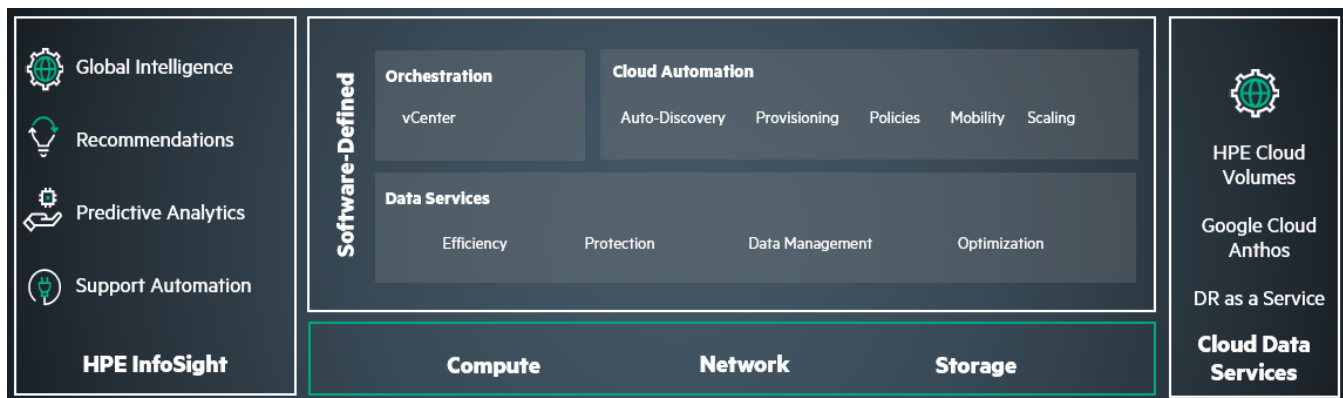 Global Intelligence
Recommendations
Predictive Analytics
Support Automation
HPE InfoSight
Software-Defined
Orchestration
vCenter
Cloud Automation
Auto-Discovery Provisioning Policies Mobility Scaling
Data Services
Efficiency Protection Data Management Optimization
Compute Network Storage
HPE Cloud
Volumes
Google Cloud
Anthos
DR as a Service
Cloud Data
Services